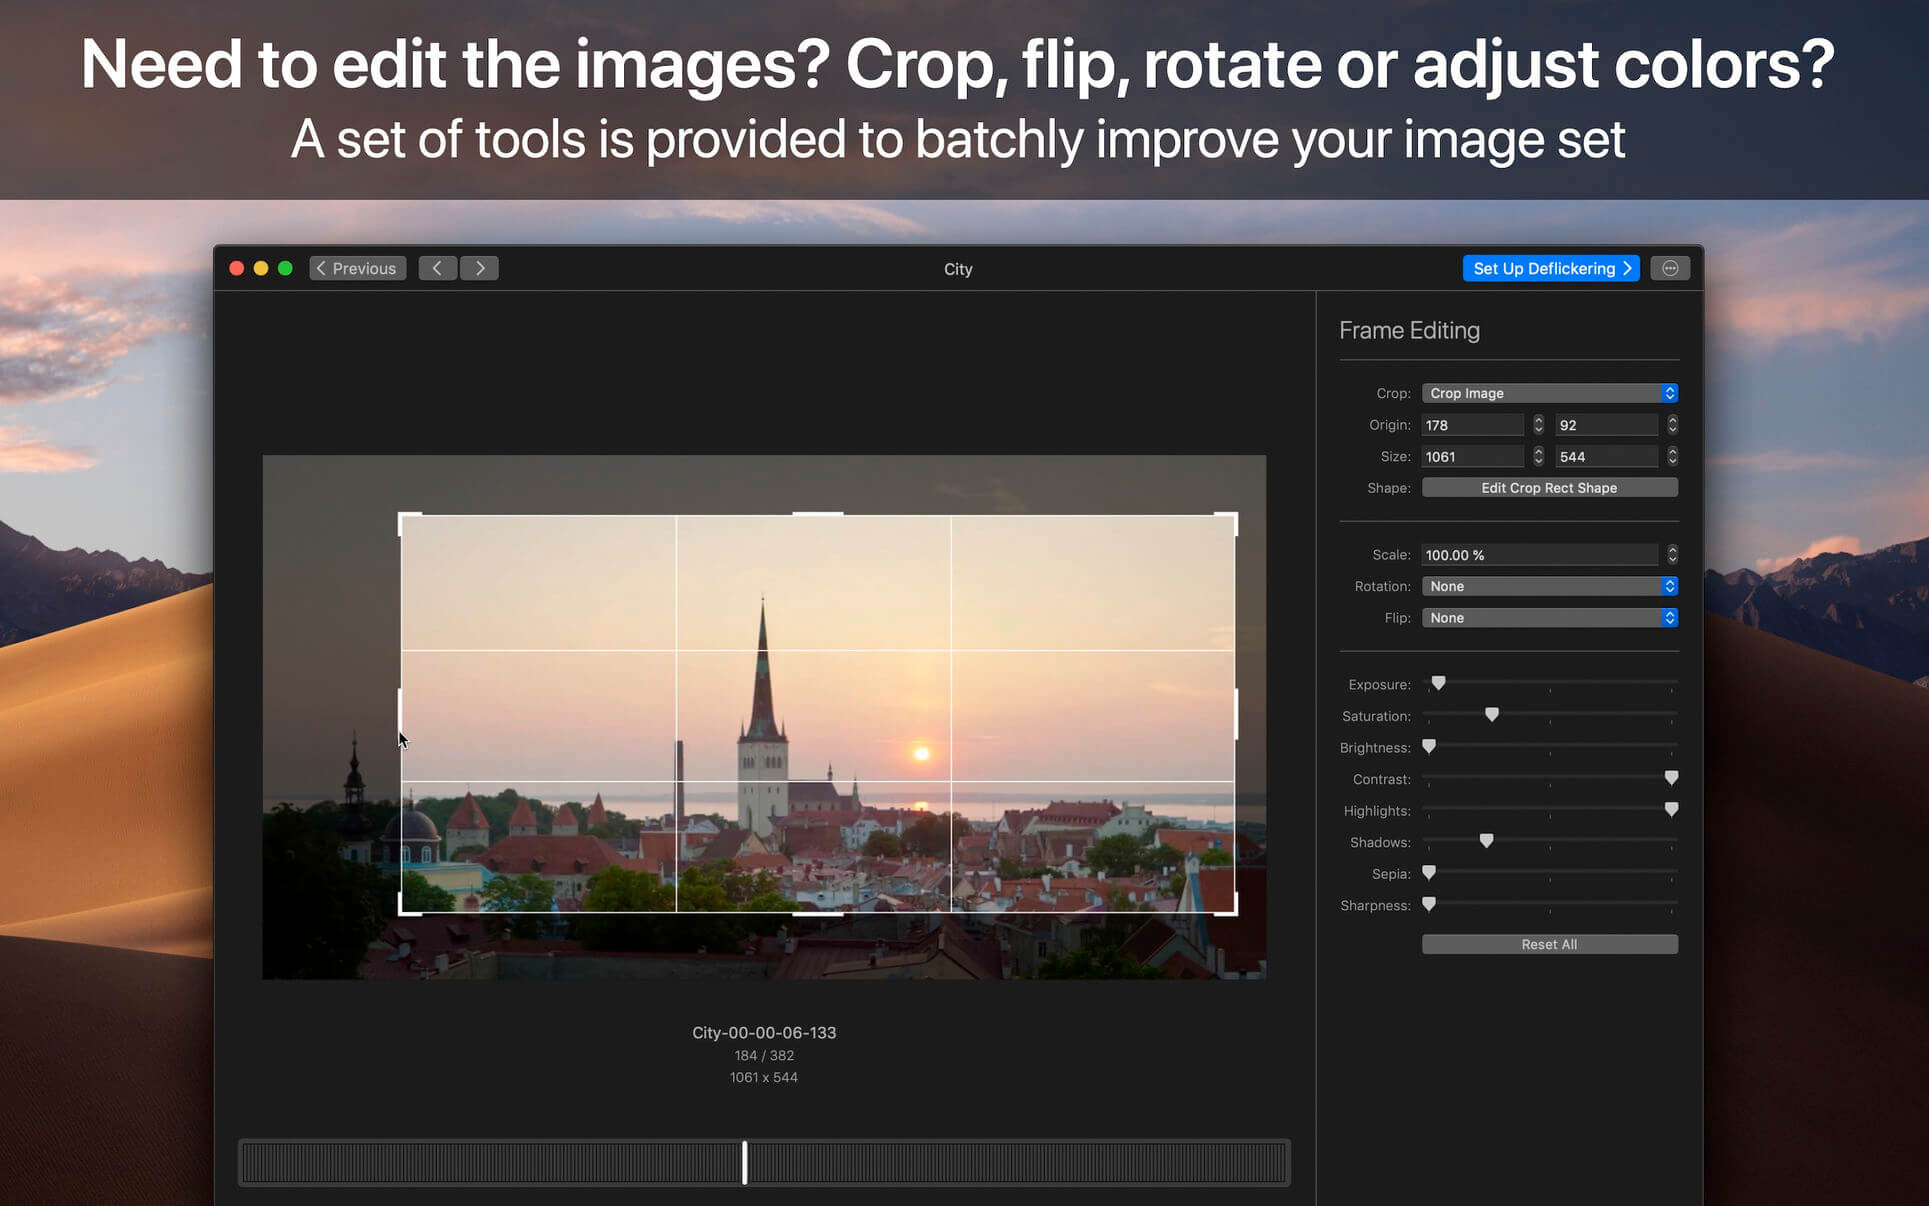 Need to edit the images? Crop, flip, rotate or adjust colors?
A set of tools is provided to batchly improve your image set
Previous
City
Set Up Deflickering
Frame Editing
Crop: Crop Image
Origin: 178 92
Size: 1061 544
Shape: Edit Crop Rect Shape
Scale: 100.00 %
Rotation: None
Flip: None
Exposure:
Saturation:
Brightness:
Contrast:
Highlights:
Shadows:
Sepia:
Sharpness:
Reset All
City-00-00-06-133
184 / 382
1061 x 544